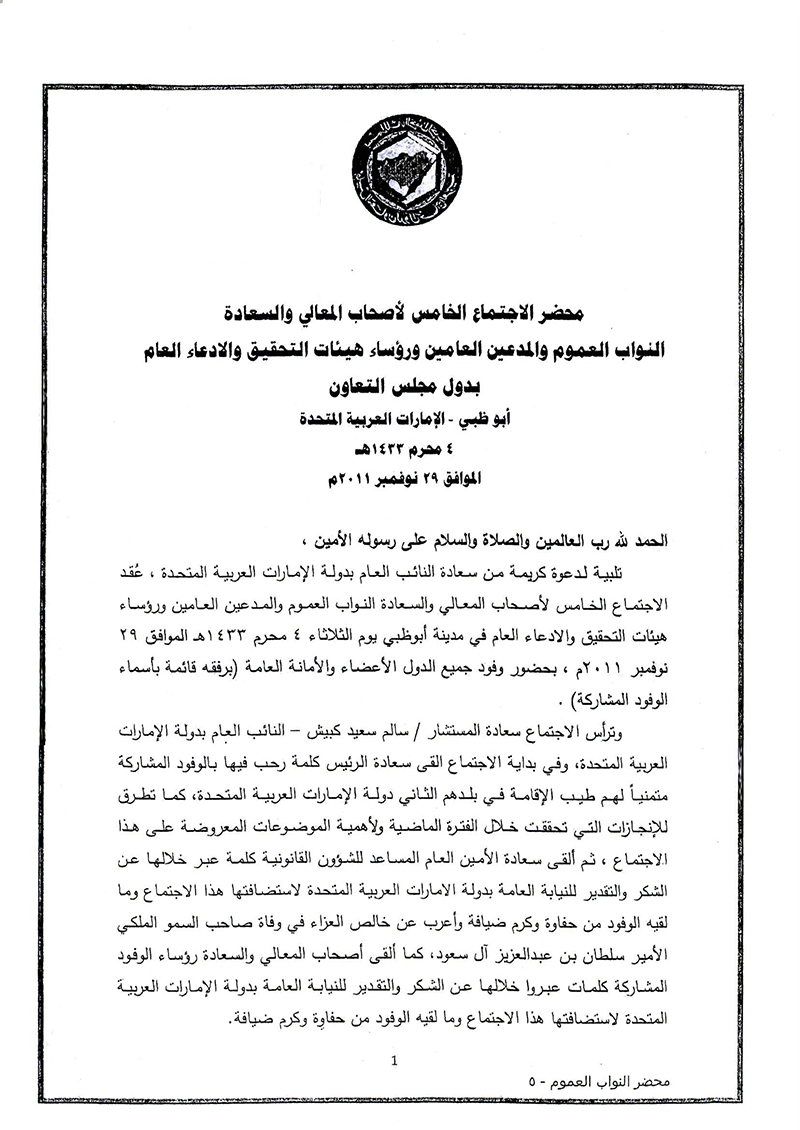 محضر الاجتماع الخامس لأصحاب المعالي والسعادة
النواب العموم والمدعين العامين ورؤساء هيئات التحقيق والادعاء العام
بدول مجلس التعاون
أبو ظبي - الإمارات العربية المتحدة
٤ محرم ١٤٣٣هـ
الموافق ٢٩ نوفمبر ٢٠١١م
الحمد لله رب العالمين والصلاة والسلام على رسوله الأمين ،
تلبية لدعوة كريمة من سعادة النائب العام بدولة الإمارات العربية المتحدة ، عُقد
الاجتماع الخامس لأصحاب المعالي والسعادة النواب العموم والمدعين العامين ورؤساء
هيئات التحقيق والادعاء العام في مدينة أبوظبي يوم الثلاثاء ٤ محرم ١٤٣٣هـ الموافق ٢٩
نوفمبر ٢٠١١م ، بحضور وفود جميع الدول الأعضاء والأمانة العامة (برفقه قائمة بأسماء
الوفود المشاركة) .
وترأس الاجتماع سعادة المستشار / سالم سعيد كبيش – النائب العام بدولة الإمارات
العربية المتحدة، وفي بداية الاجتماع القى سعادة الرئيس كلمة رحب فيها بالوفود المشاركة
متمنياً لهم طيب الإقامة في بلدهم الثاني دولة الإمارات العربية المتحدة، كما تطرق
للإنجازات التي تحققت خلال الفترة الماضية ولأهمية الموضوعات المعروضة على هذا
الاجتماع ، ثم ألقى سعادة الأمين العام المساعد للشؤون القانونية كلمة عبر خلالها عن
الشكر والتقدير للنيابة العامة بدولة الامارات العربية المتحدة لاستضافتها هذا الاجتماع وما
لقيه الوفود من حفاوة وكرم ضيافة وأعرب عن خالص العزاء في وفاة صاحب السمو الملكي
الأمير سلطان بن عبدالعزيز آل سعود، كما ألقى أصحاب المعالي والسعادة رؤساء الوفود
المشاركة كلمات عبروا خلالها عن الشكر والتقدير للنيابة العامة بدولة الإمارات العربية
المتحدة لاستضافتها هذا الاجتماع وما لقيه الوفود من حفاوة وكرم ضيافة.
1
محضر النواب العموم - ٥